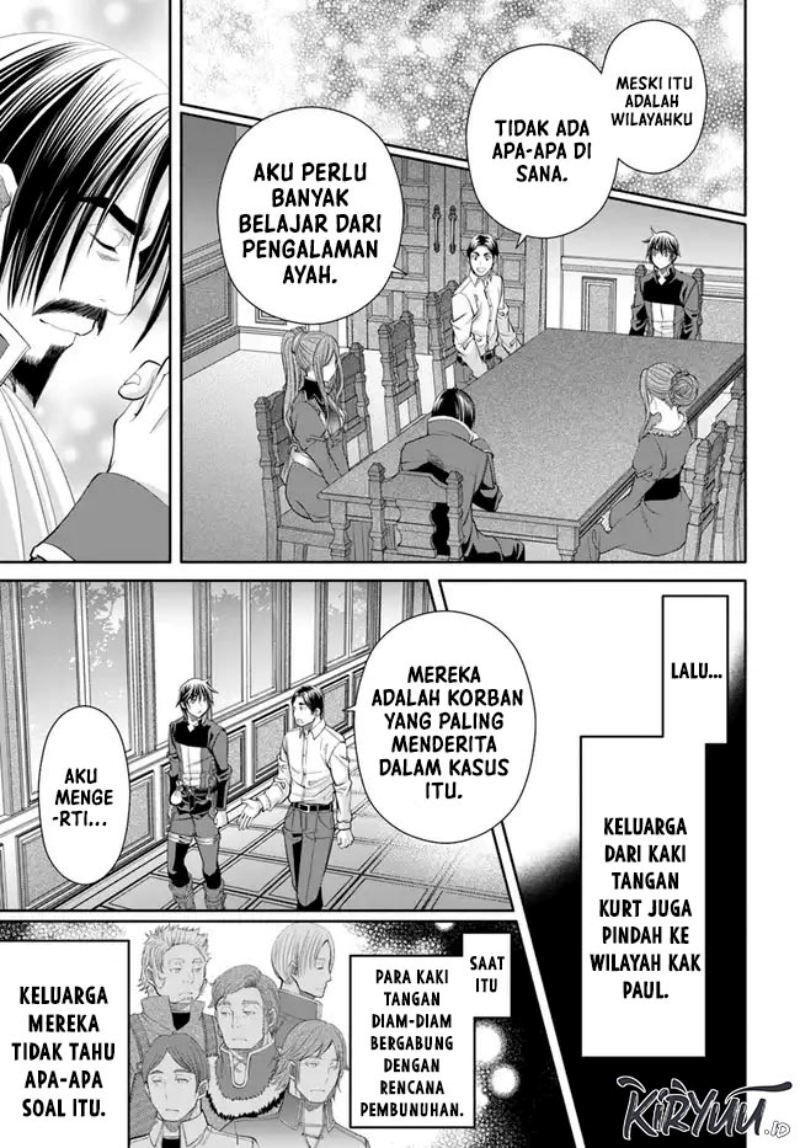 MESKI ITU
ADALAH
WILAYAHKU
TIDAK ADA
APA-APA DI
SANA.
AKU PERLU
BANYAK
BELAJAR DARI
PENGALAMAN
AYAH.
LALU...
KELUARGA
DARI KAKI
TANGAN
KURT JUGA
PINDAH KE
WILAYAH KAK
PAUL.
MEREKA
ADALAH KORBAN
YANG PALING
MENDERITA
DALAM KASUS
ITU.
AKU
MENGE
-RTI...
SAAT
ITU
PARA KAKI
TANGAN
DIAM-DIAM
BERGABUNG
DENGAN
RENCANA
PEMBUNUHAN.
KELUARGA
MEREKA
TIDAK TAHU
APA-APA
SOAL ITU.
KIRYUU.ID